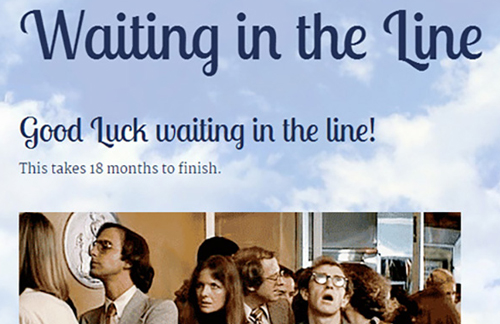 Waiting in the Line
Good Luck waiting in the line!
This takes 18 months to finish.